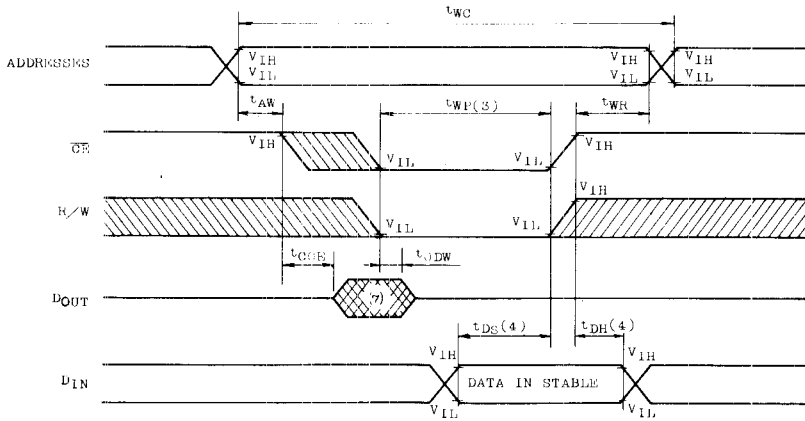 tWC
ADDRESSES
VIH
VIL
VIH
VIL
VIH
VIL
tAW
tWP(3)
tWR
CE
VIH
VIL
VIL
VIH
R/W
VIL
VIL
VIH
tCOE
tODW
DOUT
(7)
tDS(4)
tDH(4)
DIN
VIH
VIL
DATA IN STABLE
VIH
VIL